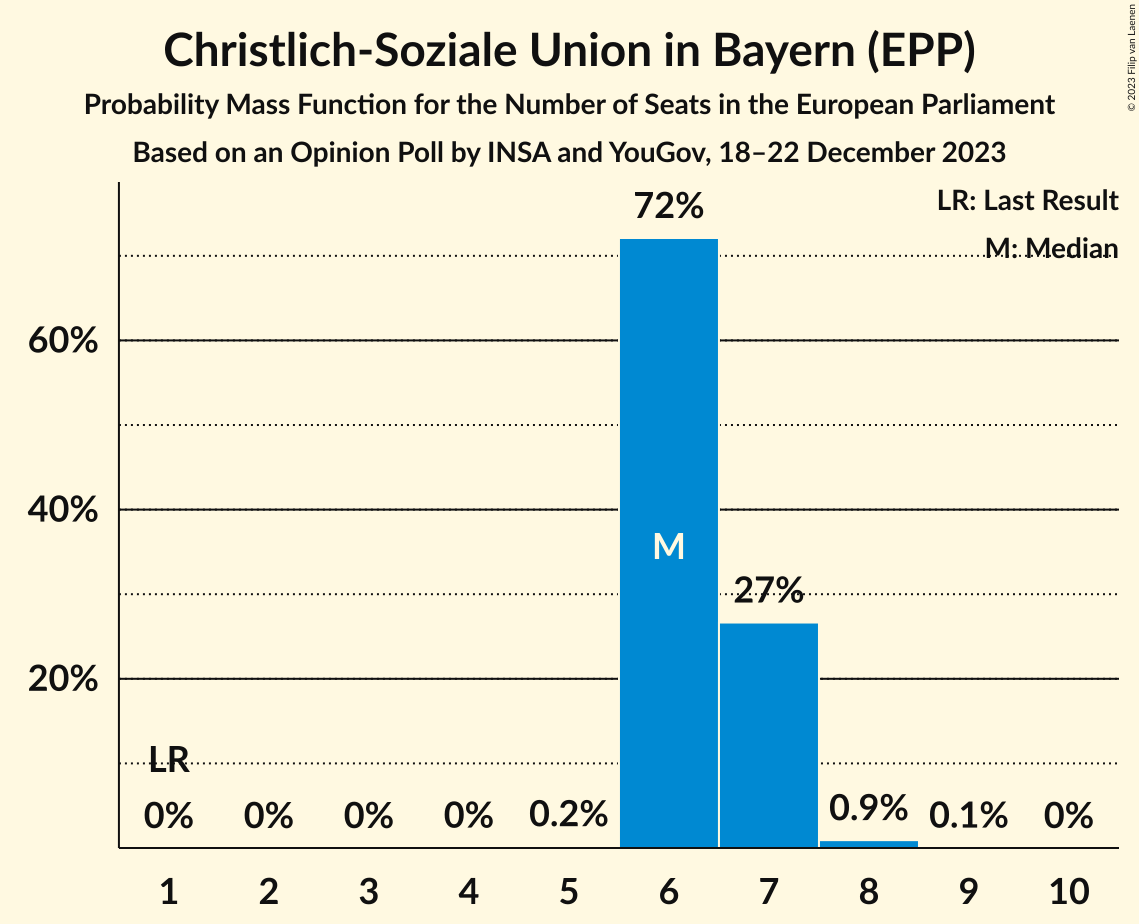 Christlich-Soziale Union in Bayern (EPP)
Probability Mass Function for the Number of Seats in the European Parliament
Based on an Opinion Poll by INSA and YouGov, 18–22 December 2023
© 2023 Filip van Laenen
LR: Last Result
M: Median
72%
60%
40%
M
27%
20%
LR
0% 0% 0% 0% 0.2% 0.9% 0.1% 0%
1 2 3 4 5 6 7 8 9 10